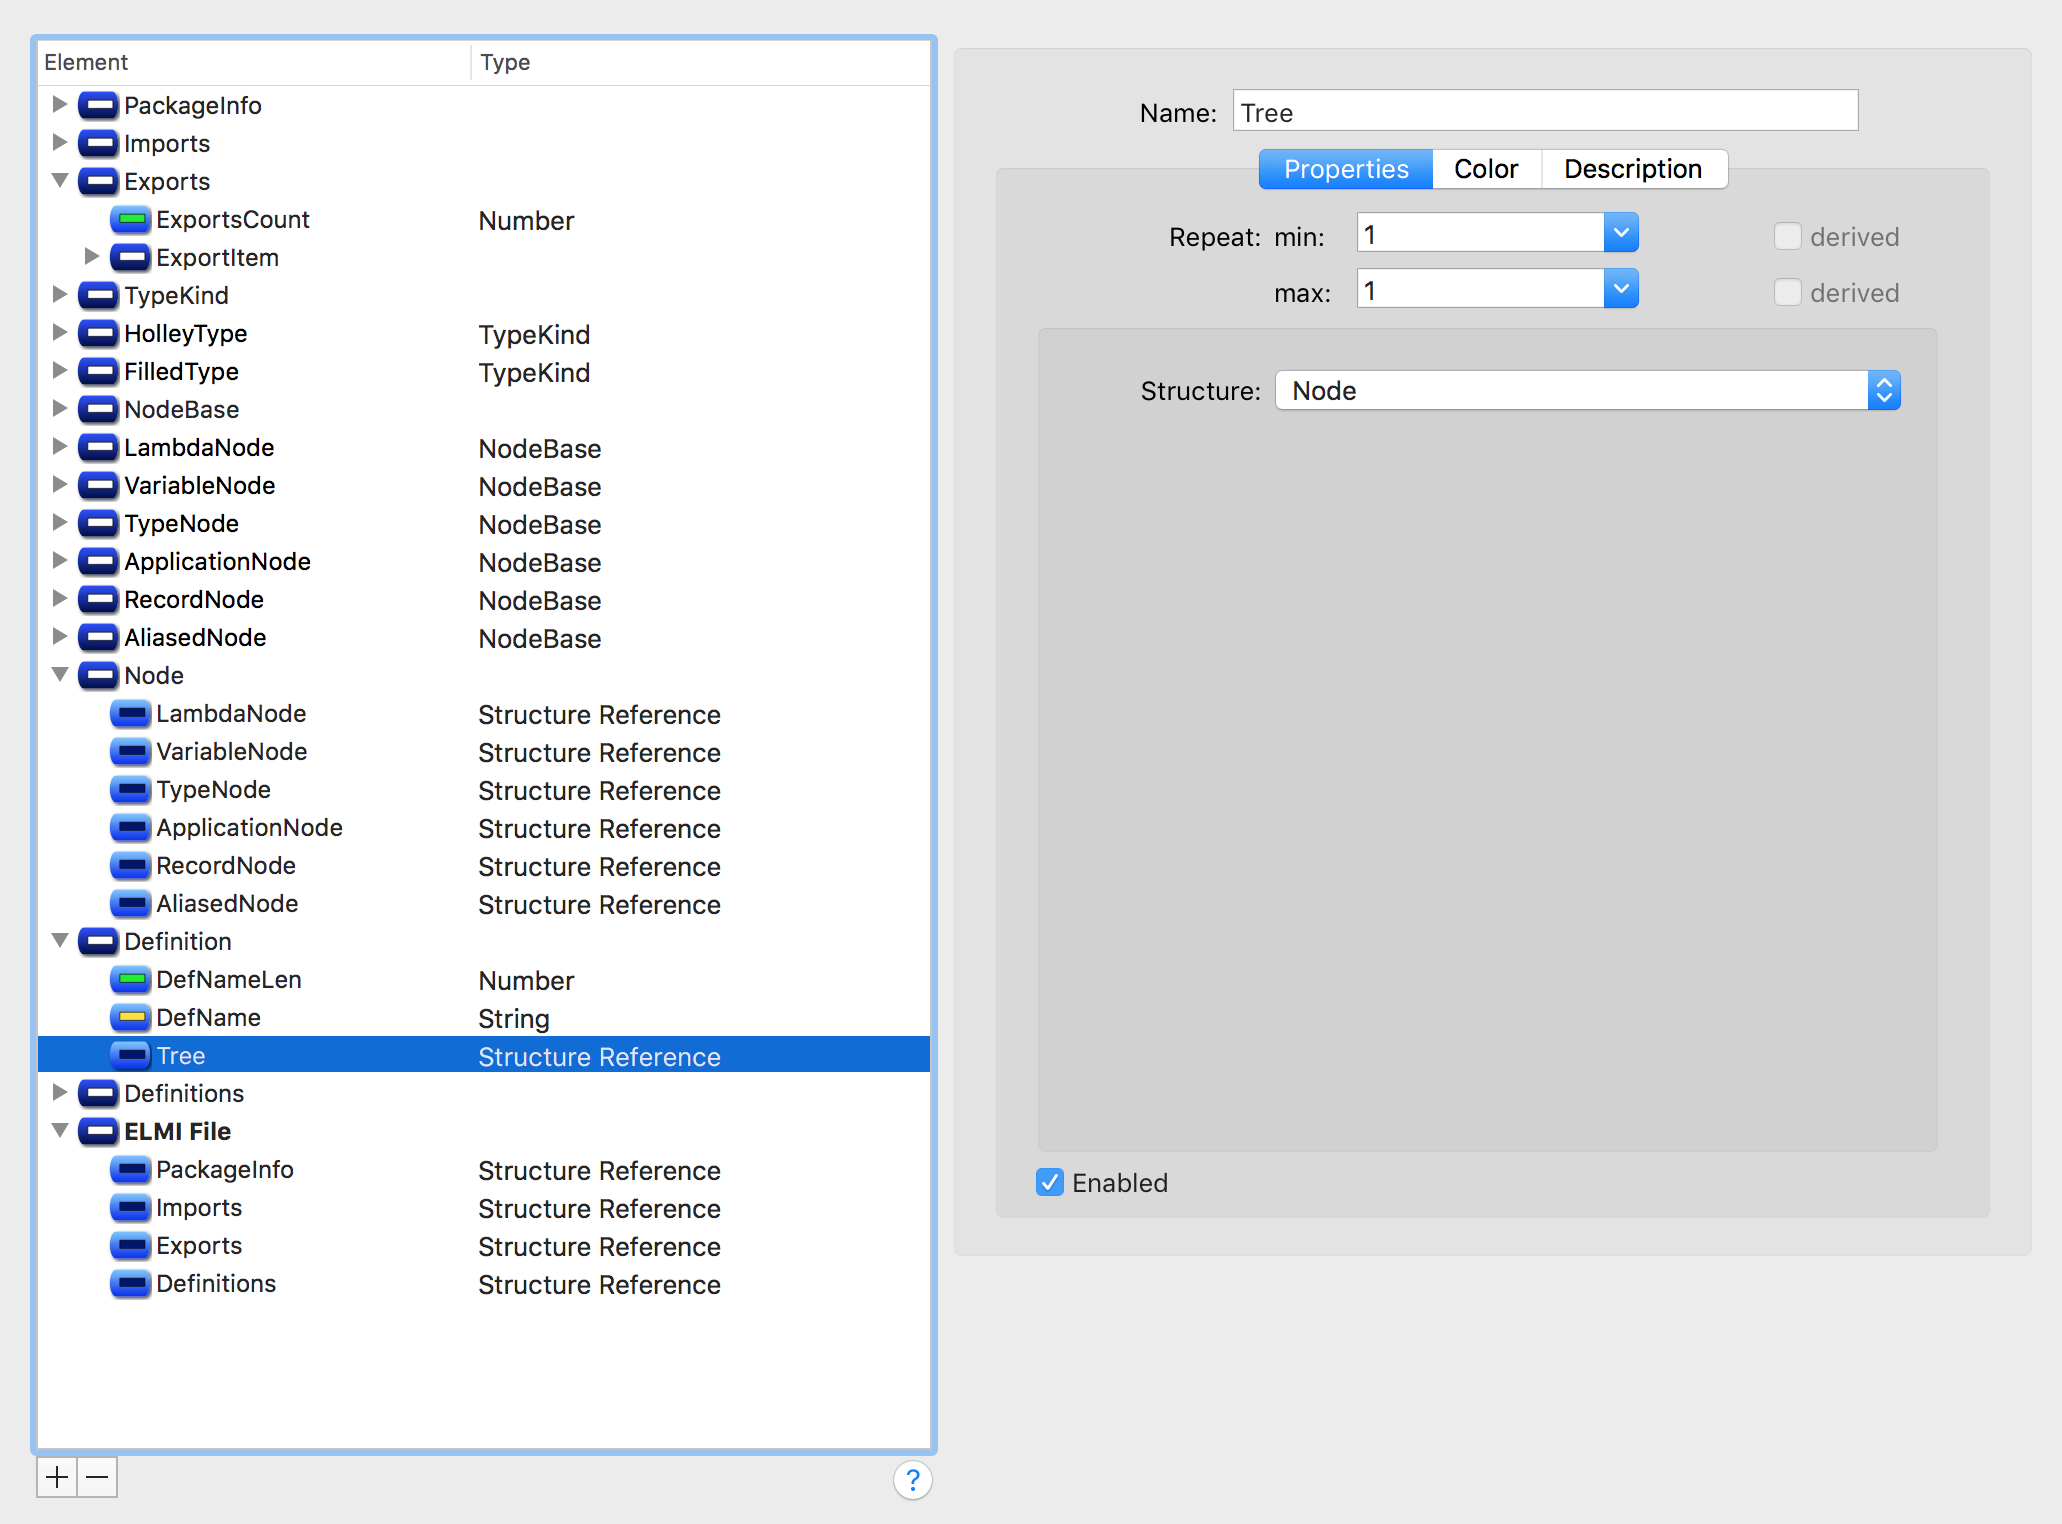 Element Type
PackageInfo
Imports
Exports
ExportsCount Number
ExportItem
TypeKind
HolleyType TypeKind
FilledType TypeKind
NodeBase
LambdaNode NodeBase
VariableNode NodeBase
TypeNode NodeBase
ApplicationNode NodeBase
RecordNode NodeBase
AliasedNode NodeBase
Node
LambdaNode Structure Reference
VariableNode Structure Reference
TypeNode Structure Reference
ApplicationNode Structure Reference
RecordNode Structure Reference
AliasedNode Structure Reference
Definition
DefNameLen Number
DefName String
Tree Structure Reference
Definitions
ELMI File
PackageInfo Structure Reference
Imports Structure Reference
Exports Structure Reference
Definitions Structure Reference
?
Name: Tree
Properties Color Description
Repeat: min: 1 derived
max: 1 derived
Structure: Node
Enabled